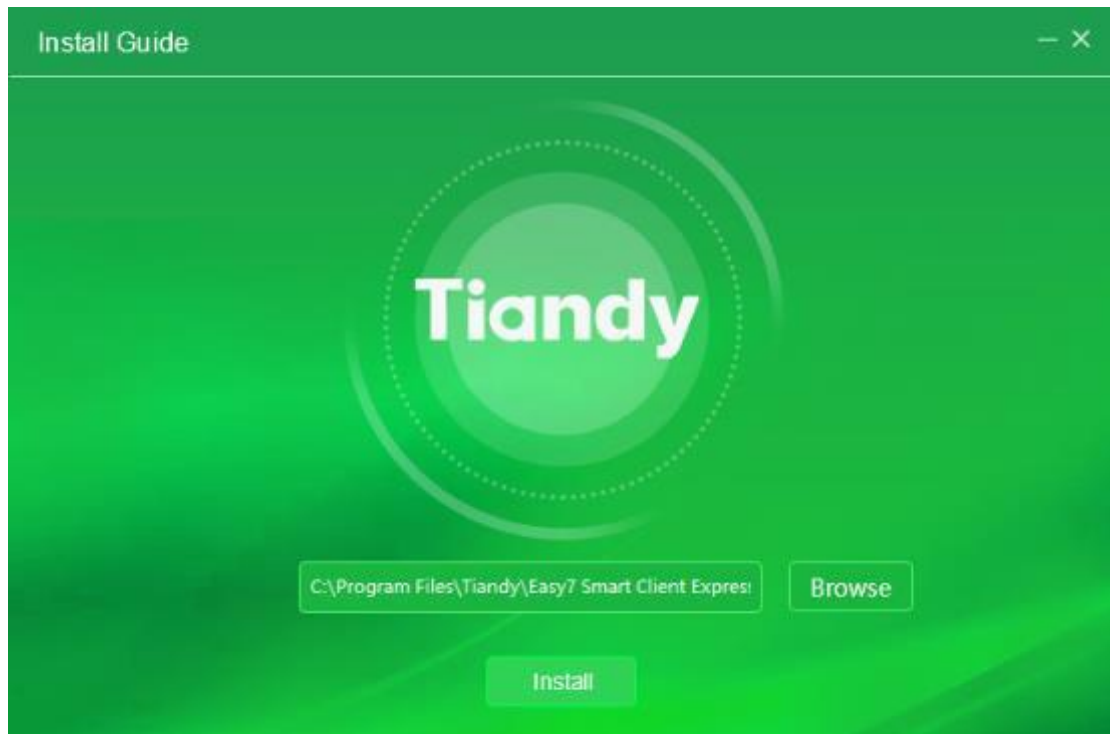 Install Guide
Tiandy
C:\Program Files\Tiandy\Easy7 Smart Client Expres
Browse
Install